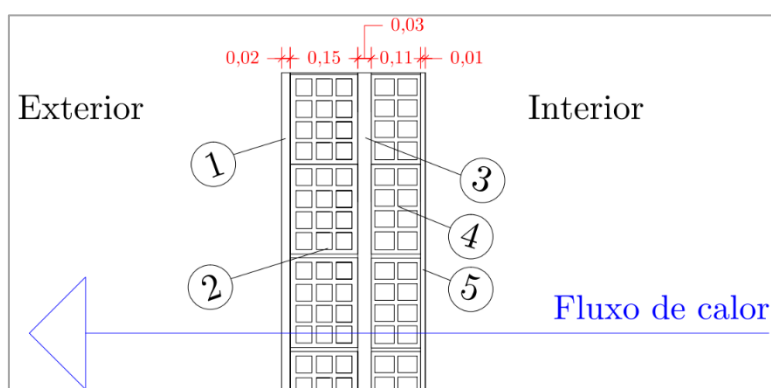 0,03
0,02 0,15 0,11 0,01
Exterior Interior
1 3
4
2 5
Fluxo de calor